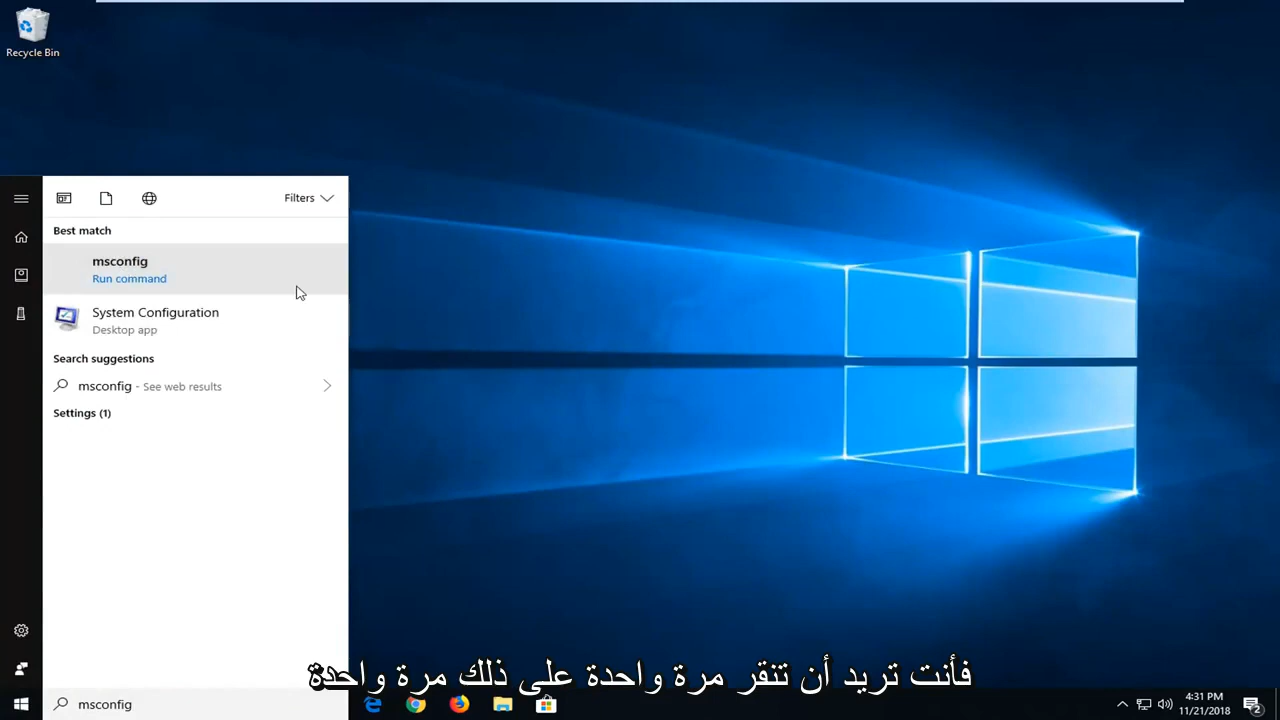 Recycle Bin
Filters
Best match
msconfig
Run command
System Configuration
Desktop app
Search suggestions
msconfig - See web results
Settings (1)
فأنت تريد أن تنقر مرة واحدة على ذلك مرة واحدة
msconfig
4:31 PM
11/21/2018
2